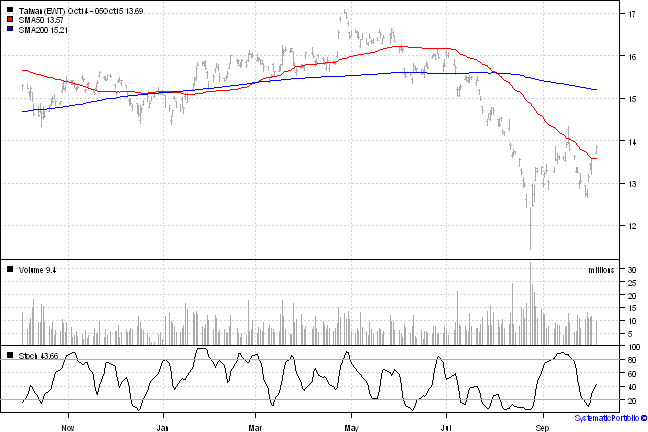 Taiwan (EWT) Oct14 - 05Oct15 13.69
SMA50 13.57
SMA200 15.21
17
16
15
14
13
12
Volume 9.4
millions
30
25
20
15
10
5
Stoch 43.66
100
80
60
40
20
Nov
Jan
Mar
May
Jul
Sep
SystematicPortfolio ©